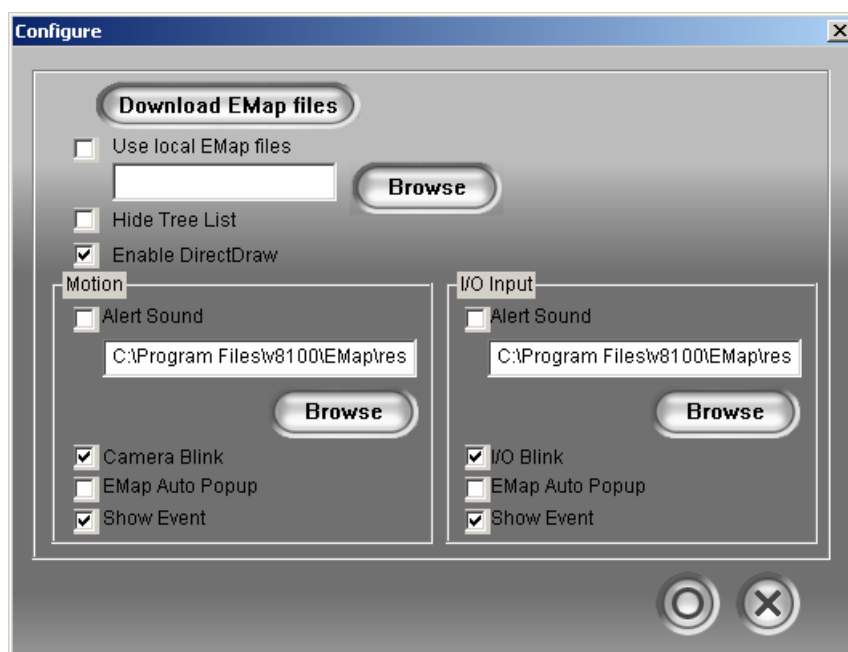 Configure
Download EMap files
Use local EMap files
Browse
Hide Tree List
Enable DirectDraw
Motion
Alert Sound
C:\Program Files\v8100\EMap\res
Browse
Camera Blink
EMap Auto Popup
Show Event
I/O Input
Alert Sound
C:\Program Files\v8100\EMap\res
Browse
I/O Blink
EMap Auto Popup
Show Event